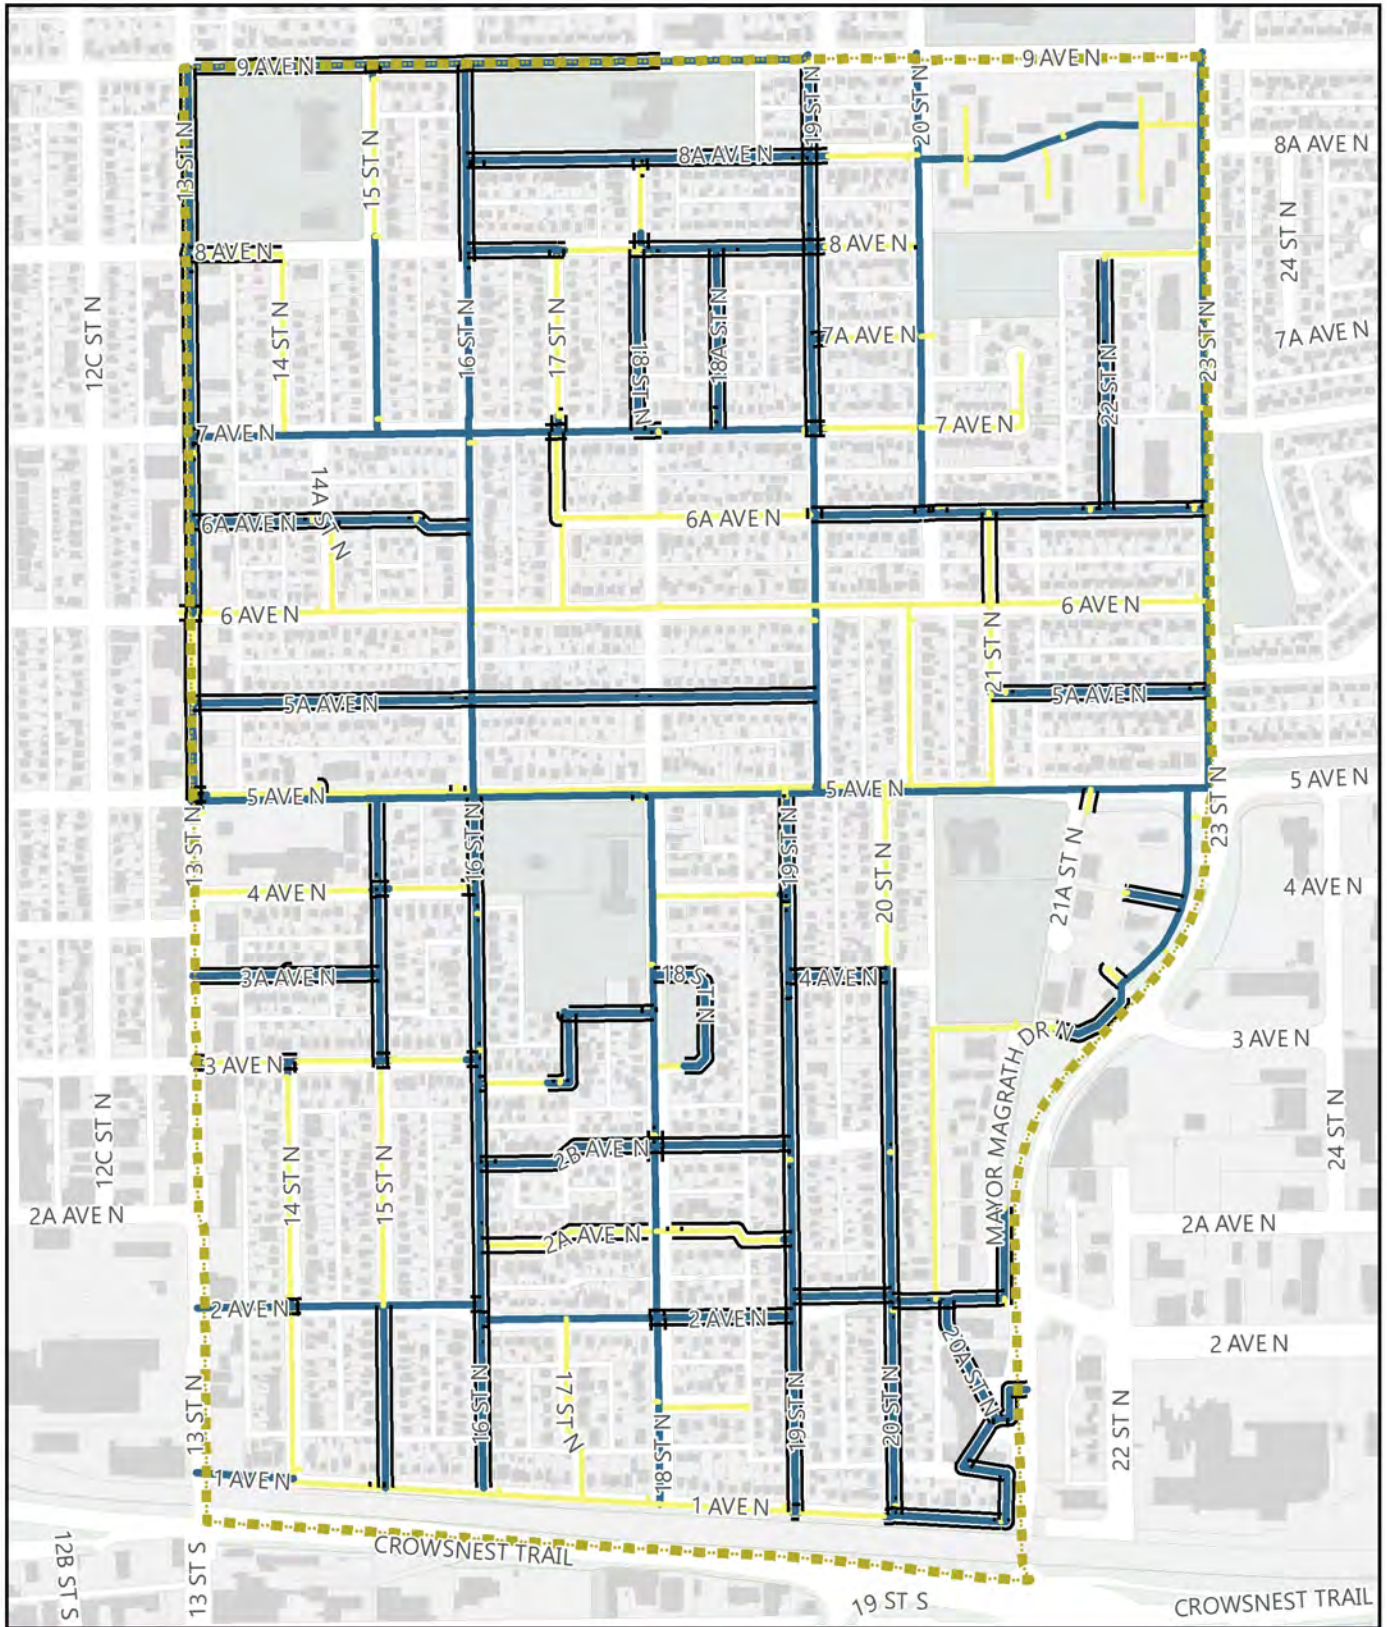 9 AVE N
9 AVE N
13 ST N
15 ST N
19 ST N
20 ST N
8A AVE N
8A AVE N
24 ST N
8 AVE N
8 AVE N
12C ST N
14 ST N
16 ST N
17 ST N
18 ST N
18A ST N
7A AVE N
22 ST N
23 ST N
7A AVE N
7 AVE N
7 AVE N
14A ST N
6A AVE N
6A AVE N
6 AVE N
6 AVE N
21 ST N
5A AVE N
5A AVE N
5 AVE N
5 AVE N
5 AVE N
13 ST N
16 ST N
19 ST N
20 ST N
21A ST N
23 ST N
4 AVE N
4 AVE N
3A AVE N
18 ST N
4 AVE N
3 AVE N
MAYOR MAGRATH DR N
3 AVE N
12C ST N
14 ST N
15 ST N
2B AVE N
24 ST N
2A AVE N
2A AVE N
2A AVE N
2 AVE N
2 AVE N
2 AVE N
20A ST N
13 ST N
16 ST N
17 ST N
18 ST N
19 ST N
20 ST N
22 ST N
1 AVE N
1 AVE N
CROWSNEST TRAIL
12B ST S
13 ST S
19 ST S
CROWSNEST TRAIL